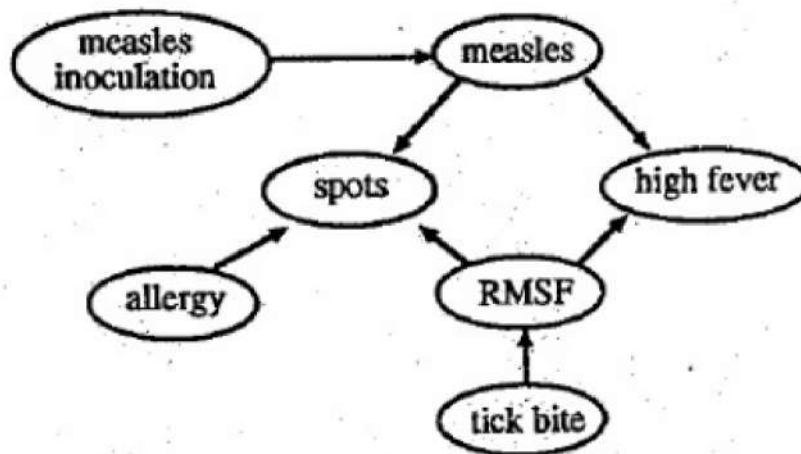 measles
inoculation
measles
spots
high fever
allergy
RMSF
tick bite